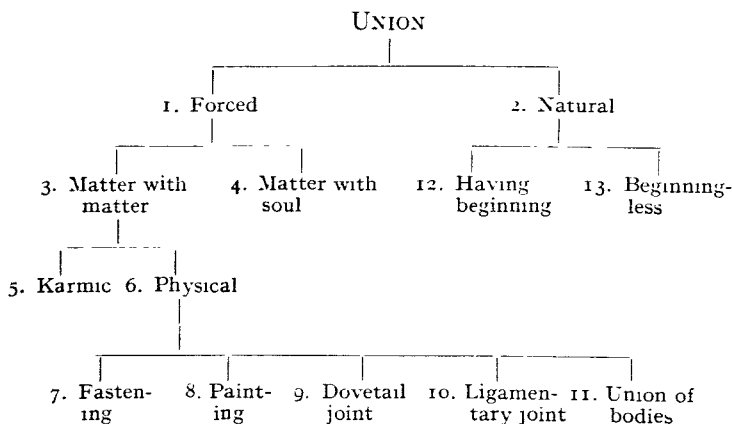 UNION
1. Forced 2. Natural
3. Matter with 4. Matter with 12. Having 13. Beginning-
matter soul beginning less
5. Karmic 6. Physical
7. Fasten- 8. Paint- 9. Dovetail 10. Ligamen- 11. Union of
ing ing joint tary joint bodies